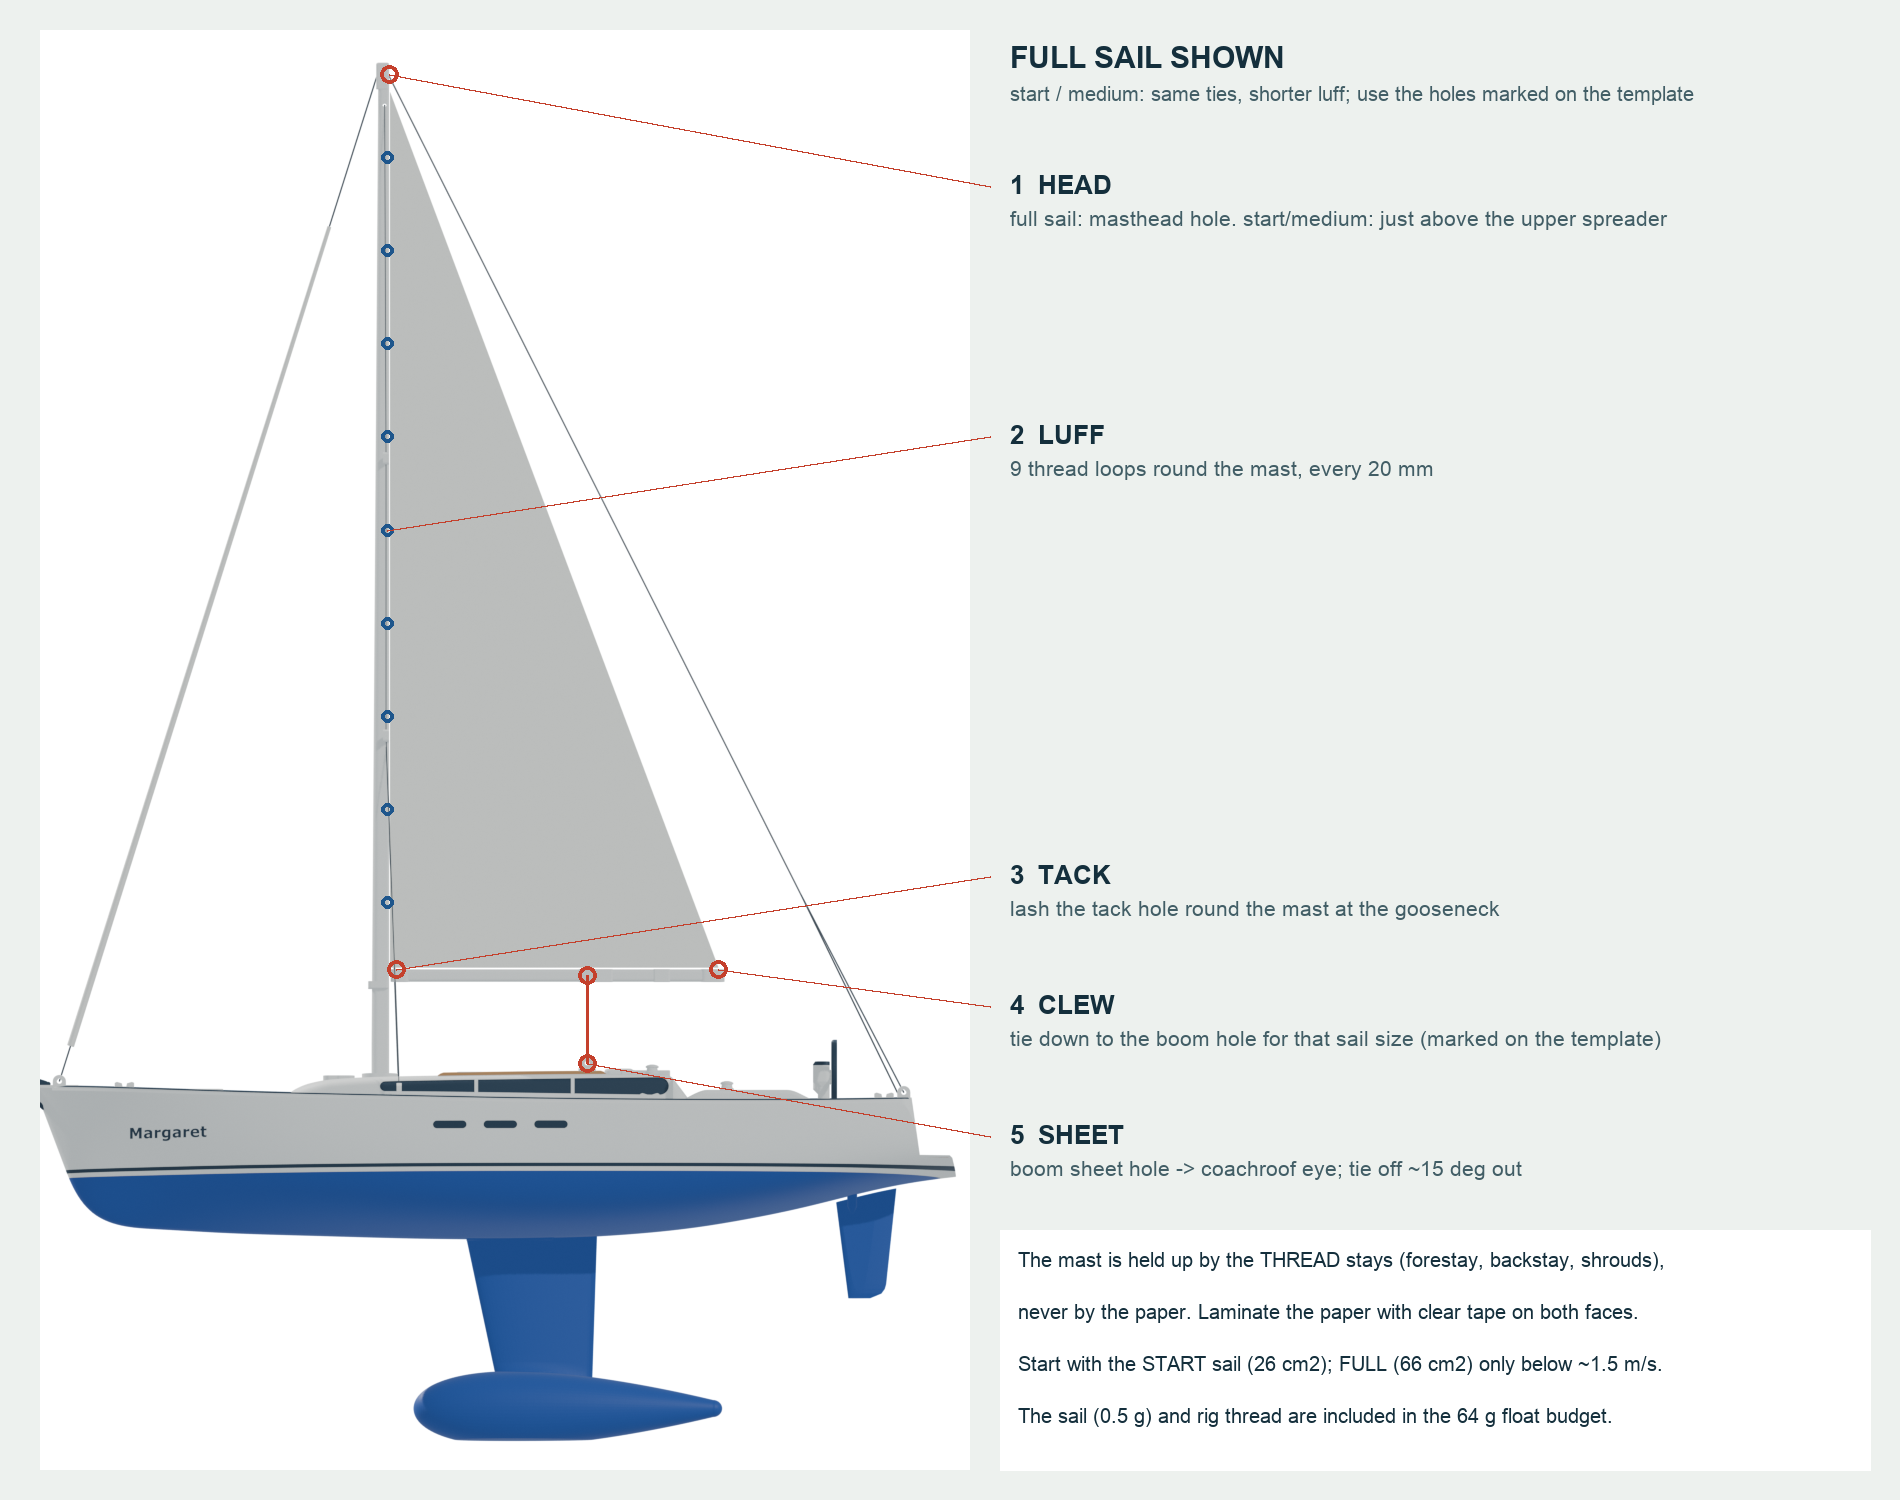 FULL SAIL SHOWN
start / medium: same ties, shorter luff; use the holes marked on the template
1 HEAD
full sail: masthead hole. start/medium: just above the upper spreader
2 LUFF
9 thread loops round the mast, every 20 mm
3 TACK
lash the tack hole round the mast at the gooseneck
4 CLEW
tie down to the boom hole for that sail size (marked on the template)
5 SHEET
boom sheet hole -> coachroof eye; tie off ~15 deg out
Margaret
The mast is held up by the THREAD stays (forestay, backstay, shrouds),
never by the paper. Laminate the paper with clear tape on both faces.
Start with the START sail (26 cm2); FULL (66 cm2) only below ~1.5 m/s.
The sail (0.5 g) and rig thread are included in the 64 g float budget.